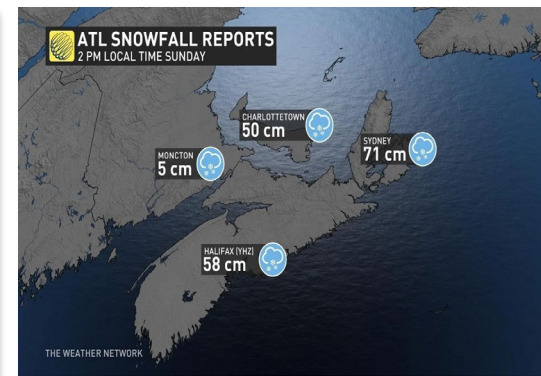 ATL SNOWFALL REPORTS
2 PM LOCAL TIME SUNDAY
CHARLOTTETOWN
50 cm
SYDNEY
71 cm
MONCTON
5 cm
HALIFAX (YHZ)
58 cm
THE WEATHER NETWORK